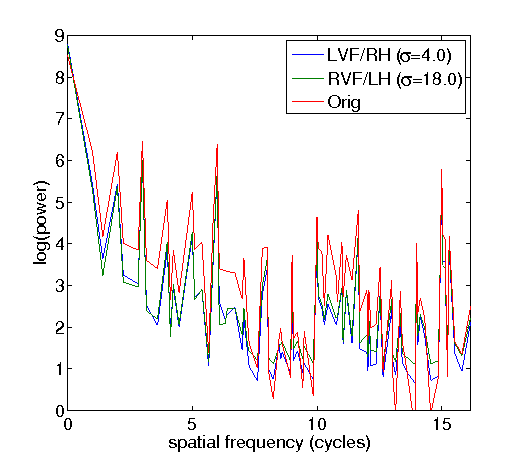 9
8
7
6
5
4
3
2
1
0
log(power)
LVF/RH (σ=4.0)
RVF/LH (σ=18.0)
Orig
0 5 10 15
spatial frequency (cycles)